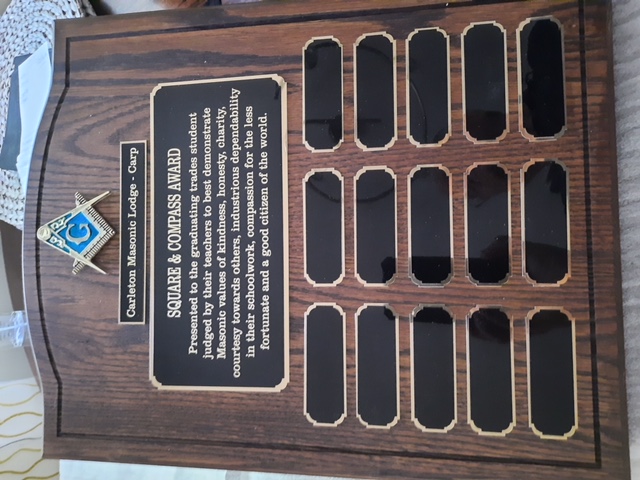 G
Carleton Masonic Lodge - Carp
SQUARE & COMPASS AWARD
Presented to the graduating trades student
judged by their teachers to best demonstrate
Masonic values of kindness, honesty, charity,
courtesy towards others, industrious dependability
in their schoolwork, compassion for the less
fortunate and a good citizen of the world.